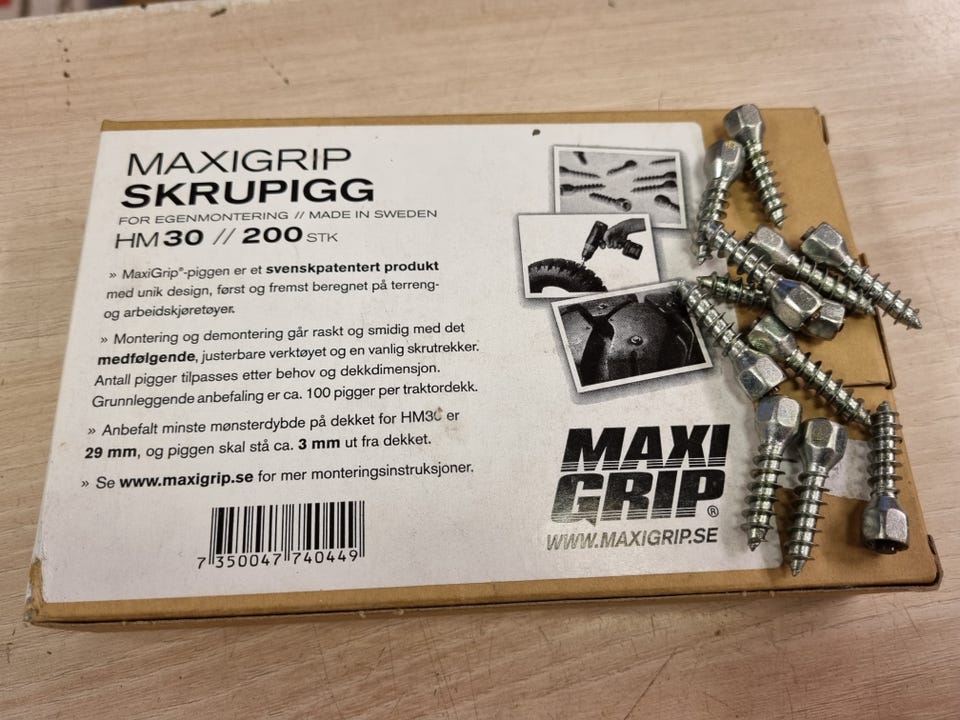 MAXIGRIP
SKRUPIGG
FOR EGENMONTERING // MADE IN SWEDEN
HM30 // 200 STK
» MaxiGrip®-piggen er et svenskpatentert produkt
med unik design, først og fremst beregnet på terreng-
og arbeidskjøretøyer.
» Montering og demontering går raskt og smidig med det
medfølgende, justerbare verktøyet og en vanlig skrutrekker.
Antall pigger tilpasses etter behov og dekkdimensjon.
Grunnleggende anbefaling er ca. 100 pigger per traktordekk.
» Anbefalt minste mønsterdybde på dekket for HM30 er
29 mm, og piggen skal stå ca. 3 mm ut fra dekket.
» Se www.maxigrip.se for mer monteringsinstruksjoner.
7 350047 740449
MAXI
GRIP®
WWW.MAXIGRIP.SE